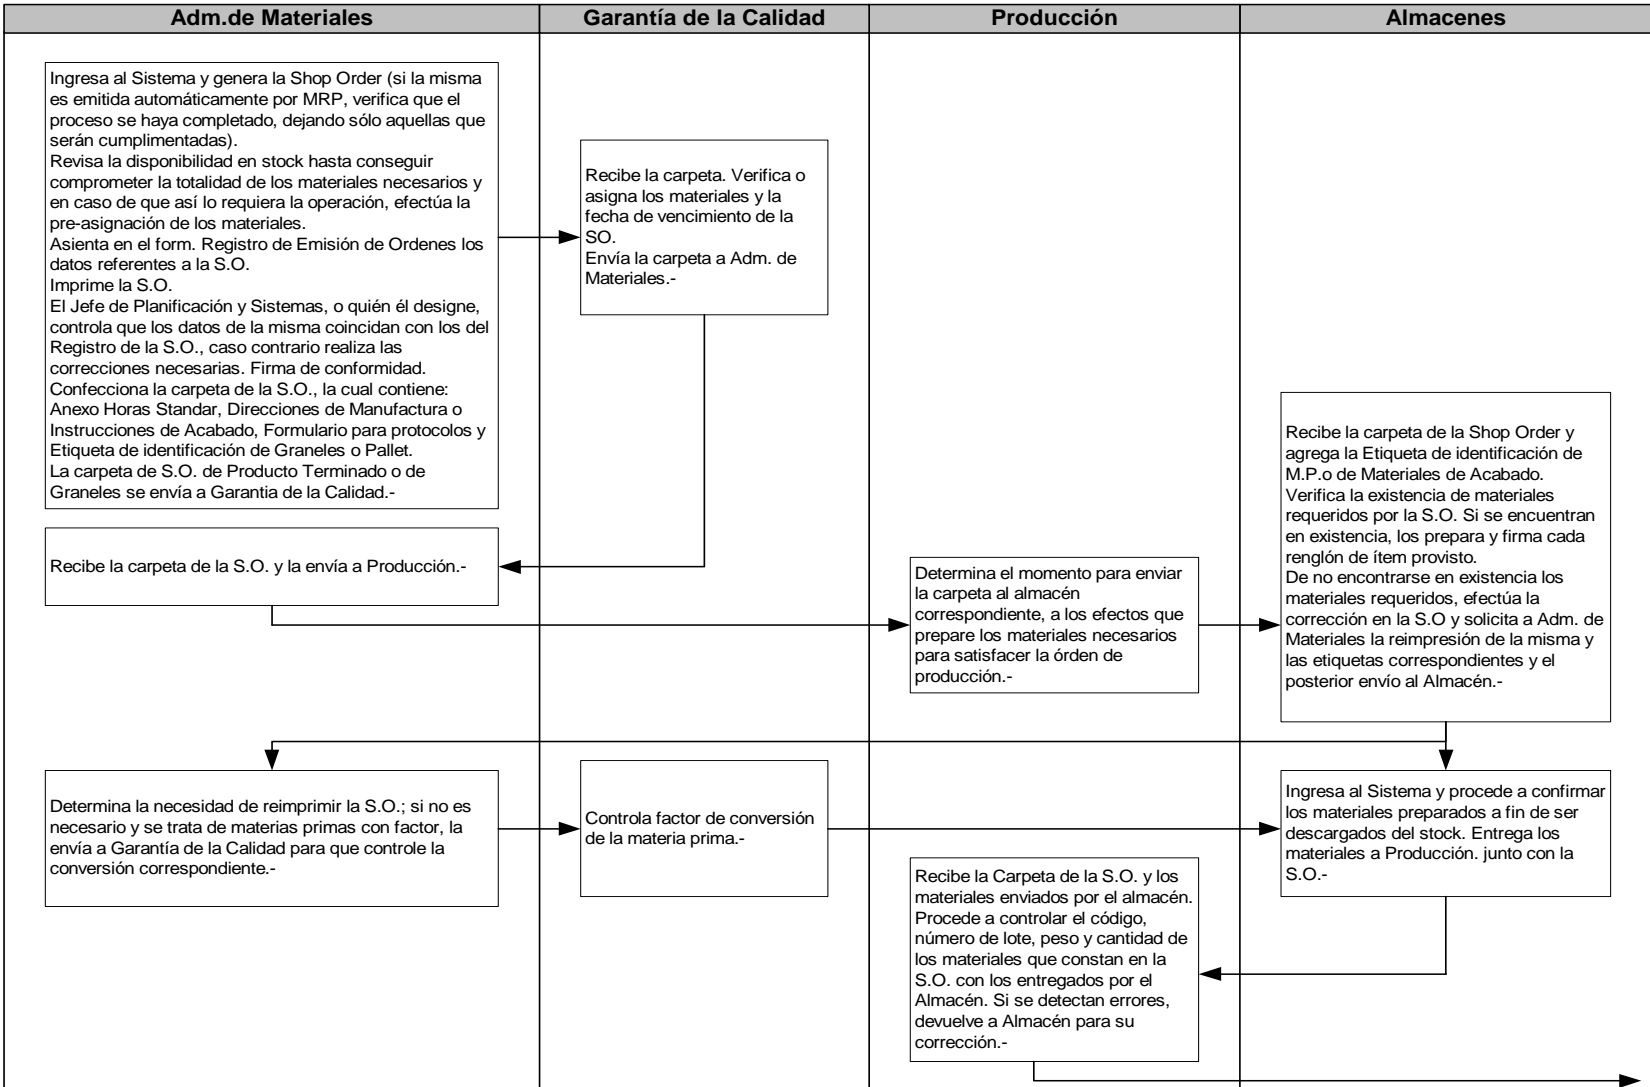 Adm.de Materiales
Garantía de la Calidad
Producción
Almacenes
Ingresa al Sistema y genera la Shop Order (si la misma
es emitida automáticamente por MRP, verifica que el
proceso se haya completado, dejando sólo aquellas que
serán cumplimentadas).
Revisa la disponibilidad en stock hasta conseguir
comprometer la totalidad de los materiales necesarios y
en caso de que así lo requiera la operación, efectúa la
pre-asignación de los materiales.
Asienta en el form. Registro de Emisión de Ordenes los
datos referentes a la S.O.
Imprime la S.O.
El Jefe de Planificación y Sistemas, o quién él designe,
controla que los datos de la misma coincidan con los del
Registro de la S.O., caso contrario realiza las
correcciones necesarias. Firma de conformidad.
Confecciona la carpeta de la S.O., la cual contiene:
Anexo Horas Standar, Direcciones de Manufactura o
Instrucciones de Acabado, Formulario para protocolos y
Etiqueta de identificación de Graneles o Pallet.
La carpeta de S.O. de Producto Terminado o de
Graneles se envía a Garantia de la Calidad.-
Recibe la carpeta. Verifica o
asigna los materiales y la
fecha de vencimiento de la
SO.
Envía la carpeta a Adm. de
Materiales.-
Recibe la carpeta de la S.O. y la envía a Producción.-
Determina el momento para enviar
la carpeta al almacén
correspondiente, a los efectos que
prepare los materiales necesarios
para satisfacer la órden de
producción.-
Recibe la carpeta de la Shop Order y
agrega la Etiqueta de identificación de
M.P.o de Materiales de Acabado.
Verifica la existencia de materiales
requeridos por la S.O. Si se encuentran
en existencia, los prepara y firma cada
renglón de ítem provisto.
De no encontrarse en existencia los
materiales requeridos, efectúa la
corrección en la S.O y solicita a Adm. de
Materiales la reimpresión de la misma y
las etiquetas correspondientes y el
posterior envío al Almacén.-
Determina la necesidad de reimprimir la S.O.; si no es
necesario y se trata de materias primas con factor, la
envía a Garantía de la Calidad para que controle la
conversión correspondiente.-
Controla factor de conversión
de la materia prima.-
Ingresa al Sistema y procede a confirmar
los materiales preparados a fin de ser
descargados del stock. Entrega los
materiales a Producción. junto con la
S.O.-
Recibe la Carpeta de la S.O. y los
materiales enviados por el almacén.
Procede a controlar el código,
número de lote, peso y cantidad de
los materiales que constan en la
S.O. con los entregados por el
Almacén. Si se detectan errores,
devuelve a Almacén para su
corrección.-